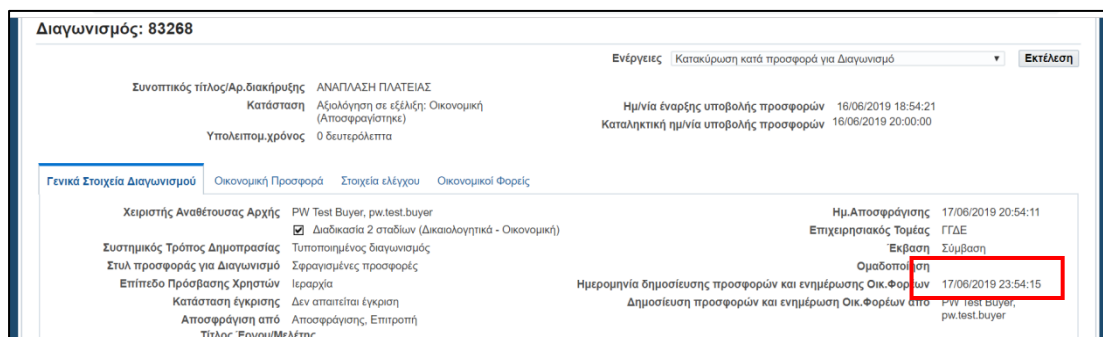 Διαγωνισμός: 83268
Ενέργειες Κατακύρωση κατά προσφορά για Διαγωνισμό Εκτέλεση
Συνοπτικός τίτλος/Αρ.διακήρυξης ΑΝΑΠΛΑΣΗ ΠΛΑΤΕΙΑΣ
Κατάσταση Αξιολόγηση σε εξέλιξη: Οικονομική
(Αποσφραγίστηκε)
Υπολειπομ.χρόνος 0 δευτερόλεπτα
Ημ/νία έναρξης υποβολής προσφορών 16/06/2019 18:54:21
Καταληκτική ημ/νία υποβολής προσφορών 16/06/2019 20:00:00
Γενικά Στοιχεία Διαγωνισμού Οικονομική Προσφορά Στοιχεία ελέγχου Οικονομικοί Φορείς
Χειριστής Αναθέτουσας Αρχής PW Test Buyer, pw.test.buyer
Διαδικασία 2 σταδίων (Δικαιολογητικά - Οικονομική)
Συστημικός Τρόπος Δημοπρασίας Τυποποιημένος διαγωνισμός
Στυλ προσφοράς για Διαγωνισμό Σφραγισμένες προσφορές
Επίπεδο Πρόσβασης Χρηστών Ιεραρχία
Κατάσταση έγκρισης Δεν απαιτείται έγκριση
Αποσφράγιση από Αποσφράγισης, Επιτροπή
Τίτλος Έργου/Μελέτης
Ημ.Αποσφράγισης 17/06/2019 20:54:11
Επιχειρησιακός Τομέας ΓΓΔΕ
Έκβαση Σύμβαση
Ομαδοποίηση
Ημερομηνία δημοσίευσης προσφορών και ενημέρωσης Οικ.Φορέων 17/06/2019 23:54:15
Δημοσίευση προσφορών και ενημέρωση Οικ.Φορέων από PW Test Buyer,
pw.test.buyer